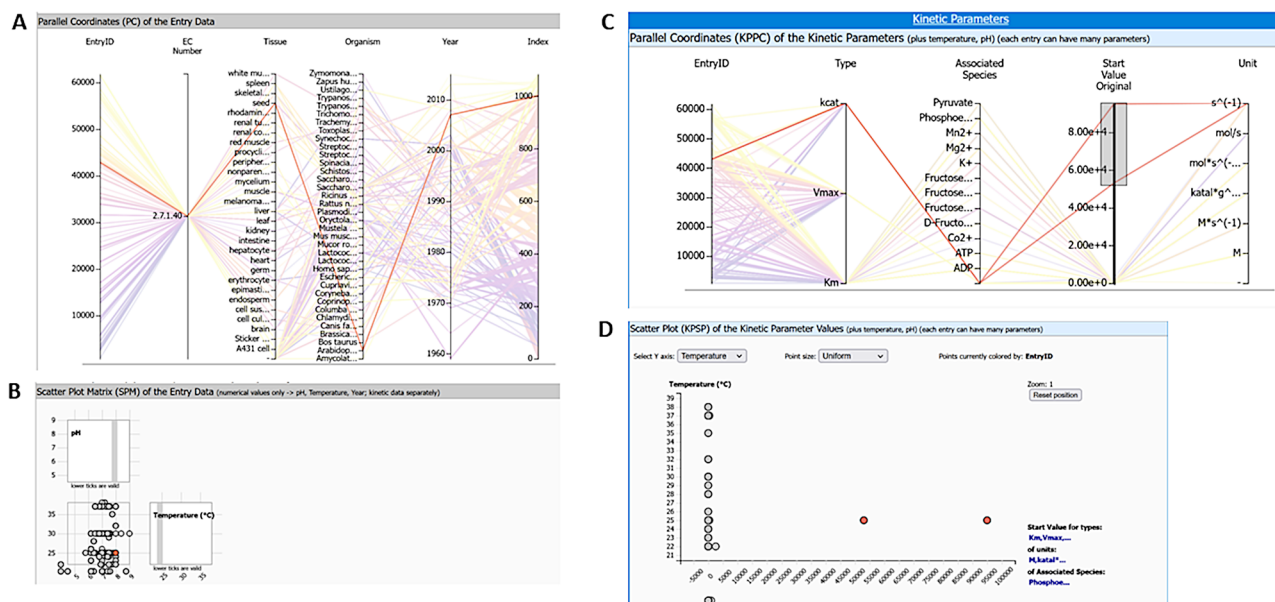 A
Parallel Coordinates (PC) of the Entry Data
EntryID
EC
Number
Tissue
Organism
Year
Index
60000
50000
40000
30000
20000
10000
2.7.1.40
white mu...
spleen
skeletal...
seed
rhodamin...
renal tu...
renal co...
red muscle
procycli...
peripher...
nonparen...
mycelium
muscle
melanoma...
liver
leaf
kidney
intestine
hepatocyte
heart
germ
erythrocyte
epimasti...
endosperm
cell sus...
cell cul...
brain
Sticker ...
A431 cell
-
Zymomona...
Zapus hu...
Ustilago...
Trypanos...
Trypanos...
Trichomo...
Trachemy...
Toxoplas...
Synechoc...
Streptoc...
Streptoc...
Spinacia...
Schistos...
Saccharo...
Saccharo...
Ricinus ...
Rattus n...
Plasmodi...
Oryctola...
Mustela ...
Mus musc...
Mucor ro...
Lactococ...
Lactococ...
Homo sap...
Escheric...
Cupriavi...
Coryneba...
Coprinop...
Columba ...
Chlamydi...
Canis fa...
Brassica...
Bos taurus
Arabidop...
Amycolat...
2010
2000
1990
1980
1970
1960
1000
800
600
400
200
0
B
Scatter Plot Matrix (SPM) of the Entry Data (numerical values only -> pH, Temperature, Year; kinetic data separately)
9
8
7
6
5
pH
lower ticks are valid
35
30
25
Temperature (°C)
lower ticks are valid
5
6
7
8
9
25
30
35
C
Kinetic Parameters
Parallel Coordinates (KPPC) of the Kinetic Parameters (plus temperature, pH) (each entry can have many parameters)
EntryID
Type
Associated
Species
Start
Value
Original
Unit
60000
50000
40000
30000
20000
10000
kcat
Vmax
Km
Pyruvate
Phosphoe...
Mn2+
Mg2+
K+
Fructose...
Fructose...
Fructose...
D-Fructo...
Co2+
ATP
ADP
-
8.00e+4
6.00e+4
4.00e+4
2.00e+4
0.00e+0
s^(-1)
mol/s
mol*s^(-...
katal*g^...
M*s^(-1)
M
-
D
Scatter Plot (KPSP) of the Kinetic Parameter Values (plus temperature, pH) (each entry can have many parameters)
Select Y axis: Temperature
Point size: Uniform
Points currently colored by: EntryID
Temperature (°C)
Zoom: 1
Reset position
39
38
37
36
35
34
33
32
31
30
29
28
27
26
25
24
23
22
21
-5000
0
5000
10000
15000
20000
25000
30000
35000
40000
45000
50000
55000
60000
65000
70000
75000
80000
85000
90000
95000
100000
Start Value for types:
Km,Vmax,...
of units:
M,katal*...
of Associated Species:
Phosphoe...